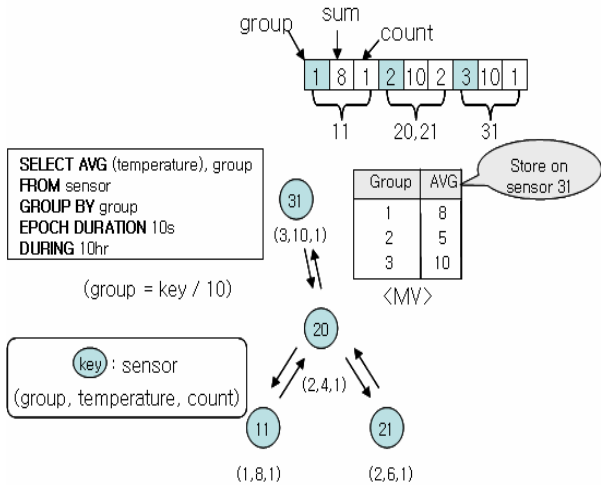 group
sum
count
1 8 1 2 10 2 3 10 1
11 20,21 31
SELECT AVG (temperature), group
FROM sensor
GROUP BY group
EPOCH DURATION 10s
DURING 10hr
(group = key / 10)
31
(3,10,1)
Group AVG
1 8
2 5
3 10
<MV>
Store on
sensor 31
20
(2,4,1)
key : sensor
(group, temperature, count)
11
(1,8,1)
21
(2,6,1)